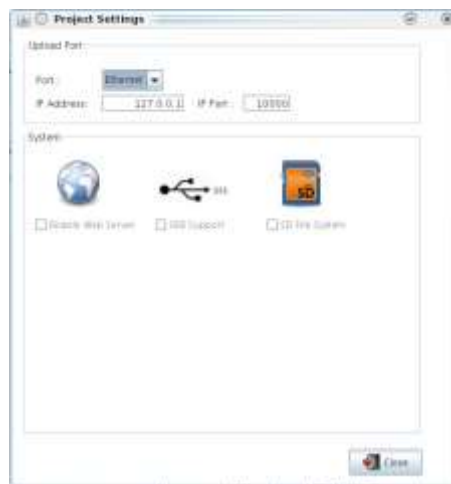 Project Settings
Upload Port
Port: Ethernet
IP Address: 127.0.0.1 IP Port: 10000
System
SD
Enable Web Server USB Support SD File System
Close